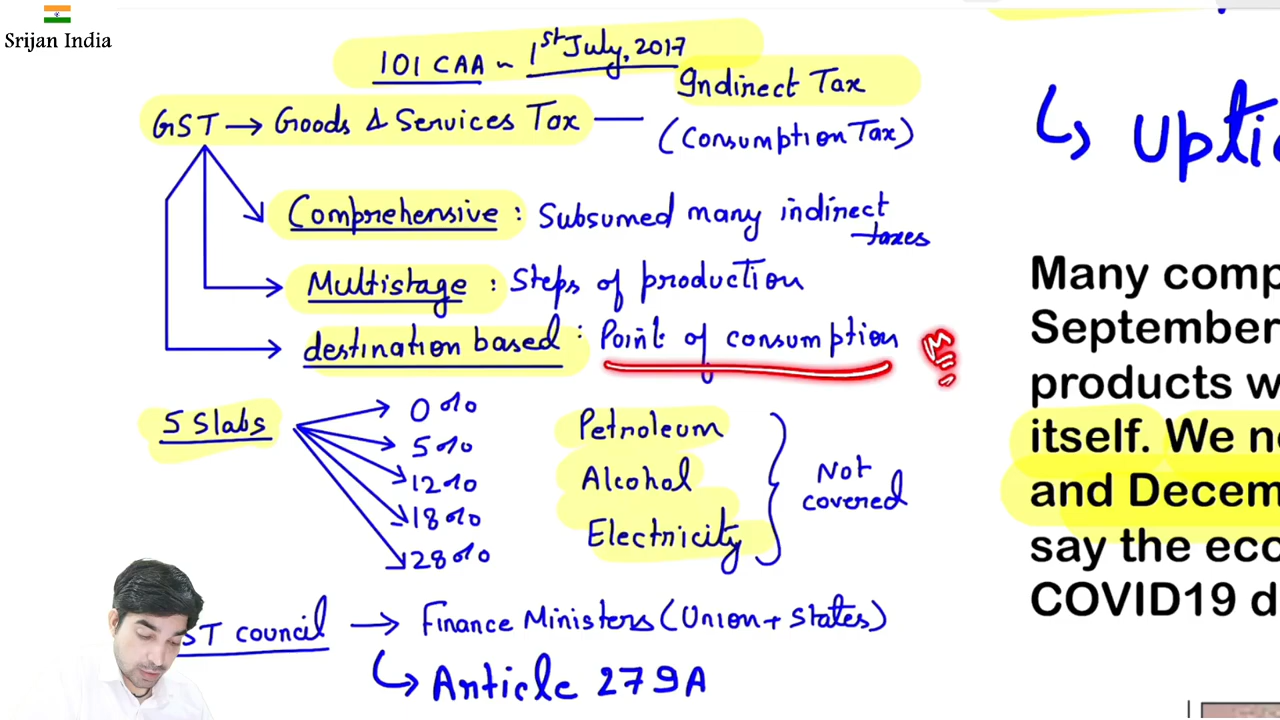 Srijan India
101 CAA ~ 1st July, 2017
Indirect Tax
GST → Goods & Services Tax —
(Consumption Tax)
Comprehensive : Subsumed many indirect
taxes
Multistage : Steps of production
destination based : Point of consumption
5 Slabs
0%
5%
12%
18%
28%
Petroleum
Alcohol
Electricity
Not
covered
ST council → Finance Ministers (Union + States)
↳ Article 279A
↳
Many comp
September
products w
itself. We n
and Decem
say the eco
COVID19 d